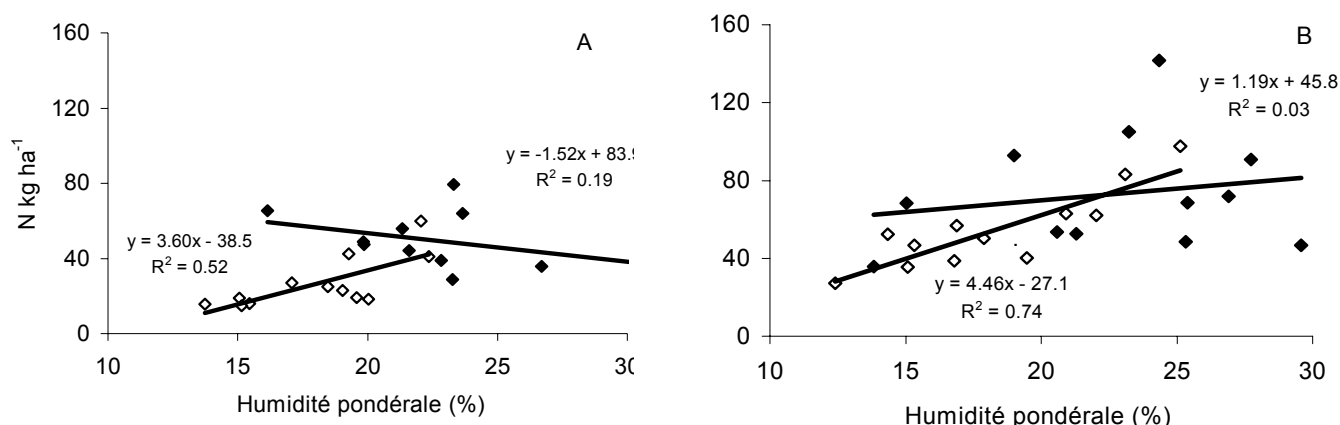 160
A
120
80
40
0
N kg ha⁻¹
y = -1.52x + 83.9
R² = 0.19
y = 3.60x - 38.5
R² = 0.52
10 15 20 25 30
Humidité pondérale (%)
160
B
120
80
40
0
y = 1.19x + 45.8
R² = 0.03
y = 4.46x - 27.1
R² = 0.74
10 15 20 25 30
Humidité pondérale (%)